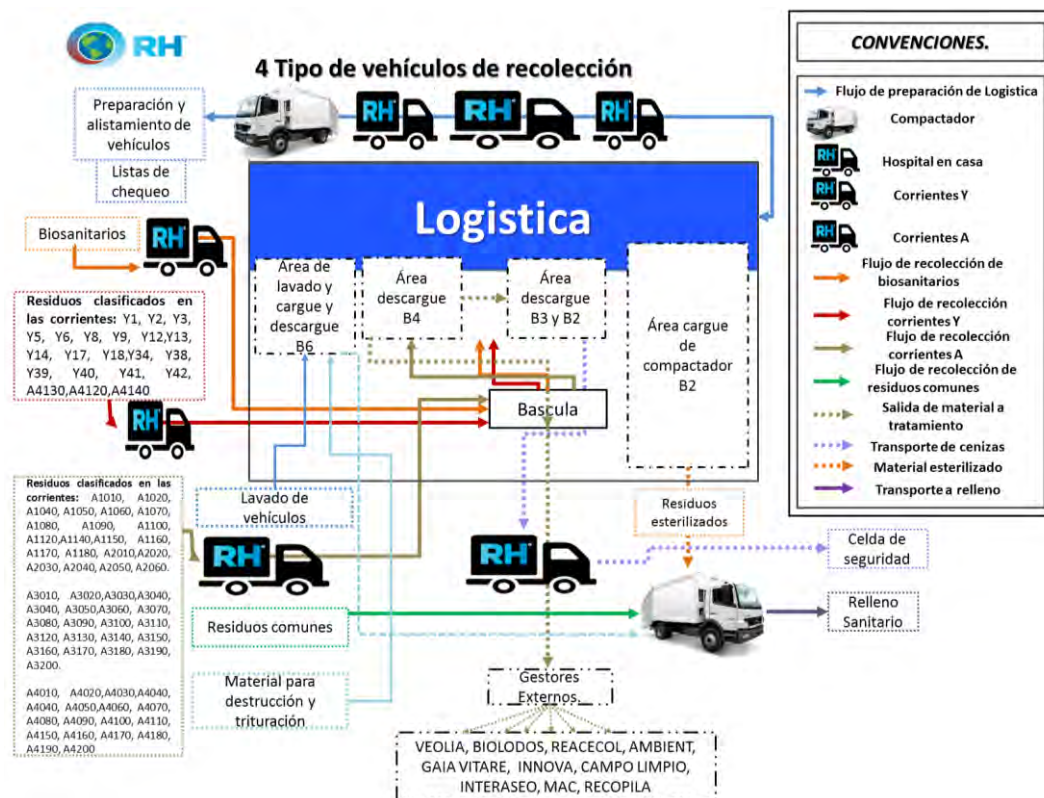 RH
4 Tipo de vehículos de recolección
Preparación y
alistamiento de
vehículos
Listas de
chequeo
RH
RH
RH
Logistica
Biosanitarios
RH
Área de
lavado y
cargue y
descargue
B6
Área
descargue
B4
Área
descargue
B3 y B2
Área cargue
de
compactador
B2
Residuos clasificados en
las corrientes: Y1, Y2, Y3,
Y5, Y6, Y8, Y9, Y12,Y13,
Y14, Y17, Y18,Y34, Y38,
Y39, Y40, Y41, Y42,
A4130,A4120,A4140
RH
Bascula
Residuos clasificados en las
corrientes: A1010, A1020,
A1040, A1050, A1060, A1070,
A1080, A1090, A1100,
A1120,A1140,A1150, A1160,
A1170, A1180, A2010,A2020,
A2030, A2040, A2050, A2060.
A3010, A3020,A3030,A3040,
A3040, A3050,A3060, A3070,
A3080, A3090, A3100, A3110,
A3120, A3130, A3140, A3150,
A3160, A3170, A3180, A3190,
A3200.
A4010, A4020,A4030,A4040,
A4040, A4050,A4060, A4070,
A4080, A4090, A4100, A4110,
A4150, A4160, A4170, A4180,
A4190, A4200
Lavado de
vehículos
RH
RH
Residuos
esterilizados
Celda de
seguridad
Residuos comunes
Relleno
Sanitario
Material para
destrucción y
trituración
Gestores
Externos.
VEOLIA, BIOLODOS, REACECOL, AMBIENT,
GAIA VITARE, INNOVA, CAMPO LIMPIO,
INTERASEO, MAC, RECOPILA
CONVENCIONES.
Flujo de preparación de Logistica
Compactador
RH
Hospital en casa
RH
Corrientes Y
RH
Corrientes A
Flujo de recolección de
biosanitarios
Flujo de recolección
corrientes Y
Flujo de recolección
corrientes A
Flujo de recolección de
residuos comunes
Salida de material a
tratamiento
Transporte de cenizas
Material esterilizado
Transporte a relleno